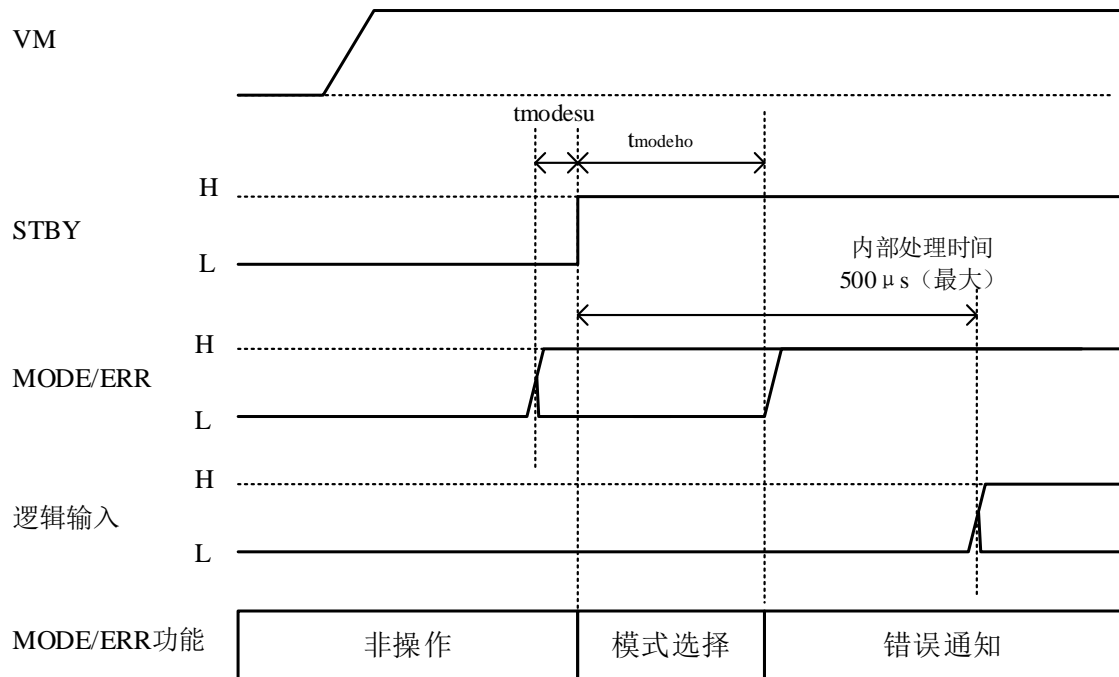 VM
tmodesu
tmodeho
H
STBY
L
内部处理时间
500μs（最大）
H
MODE/ERR
L
H
逻辑输入
L
MODE/ERR功能
非操作
模式选择
错误通知